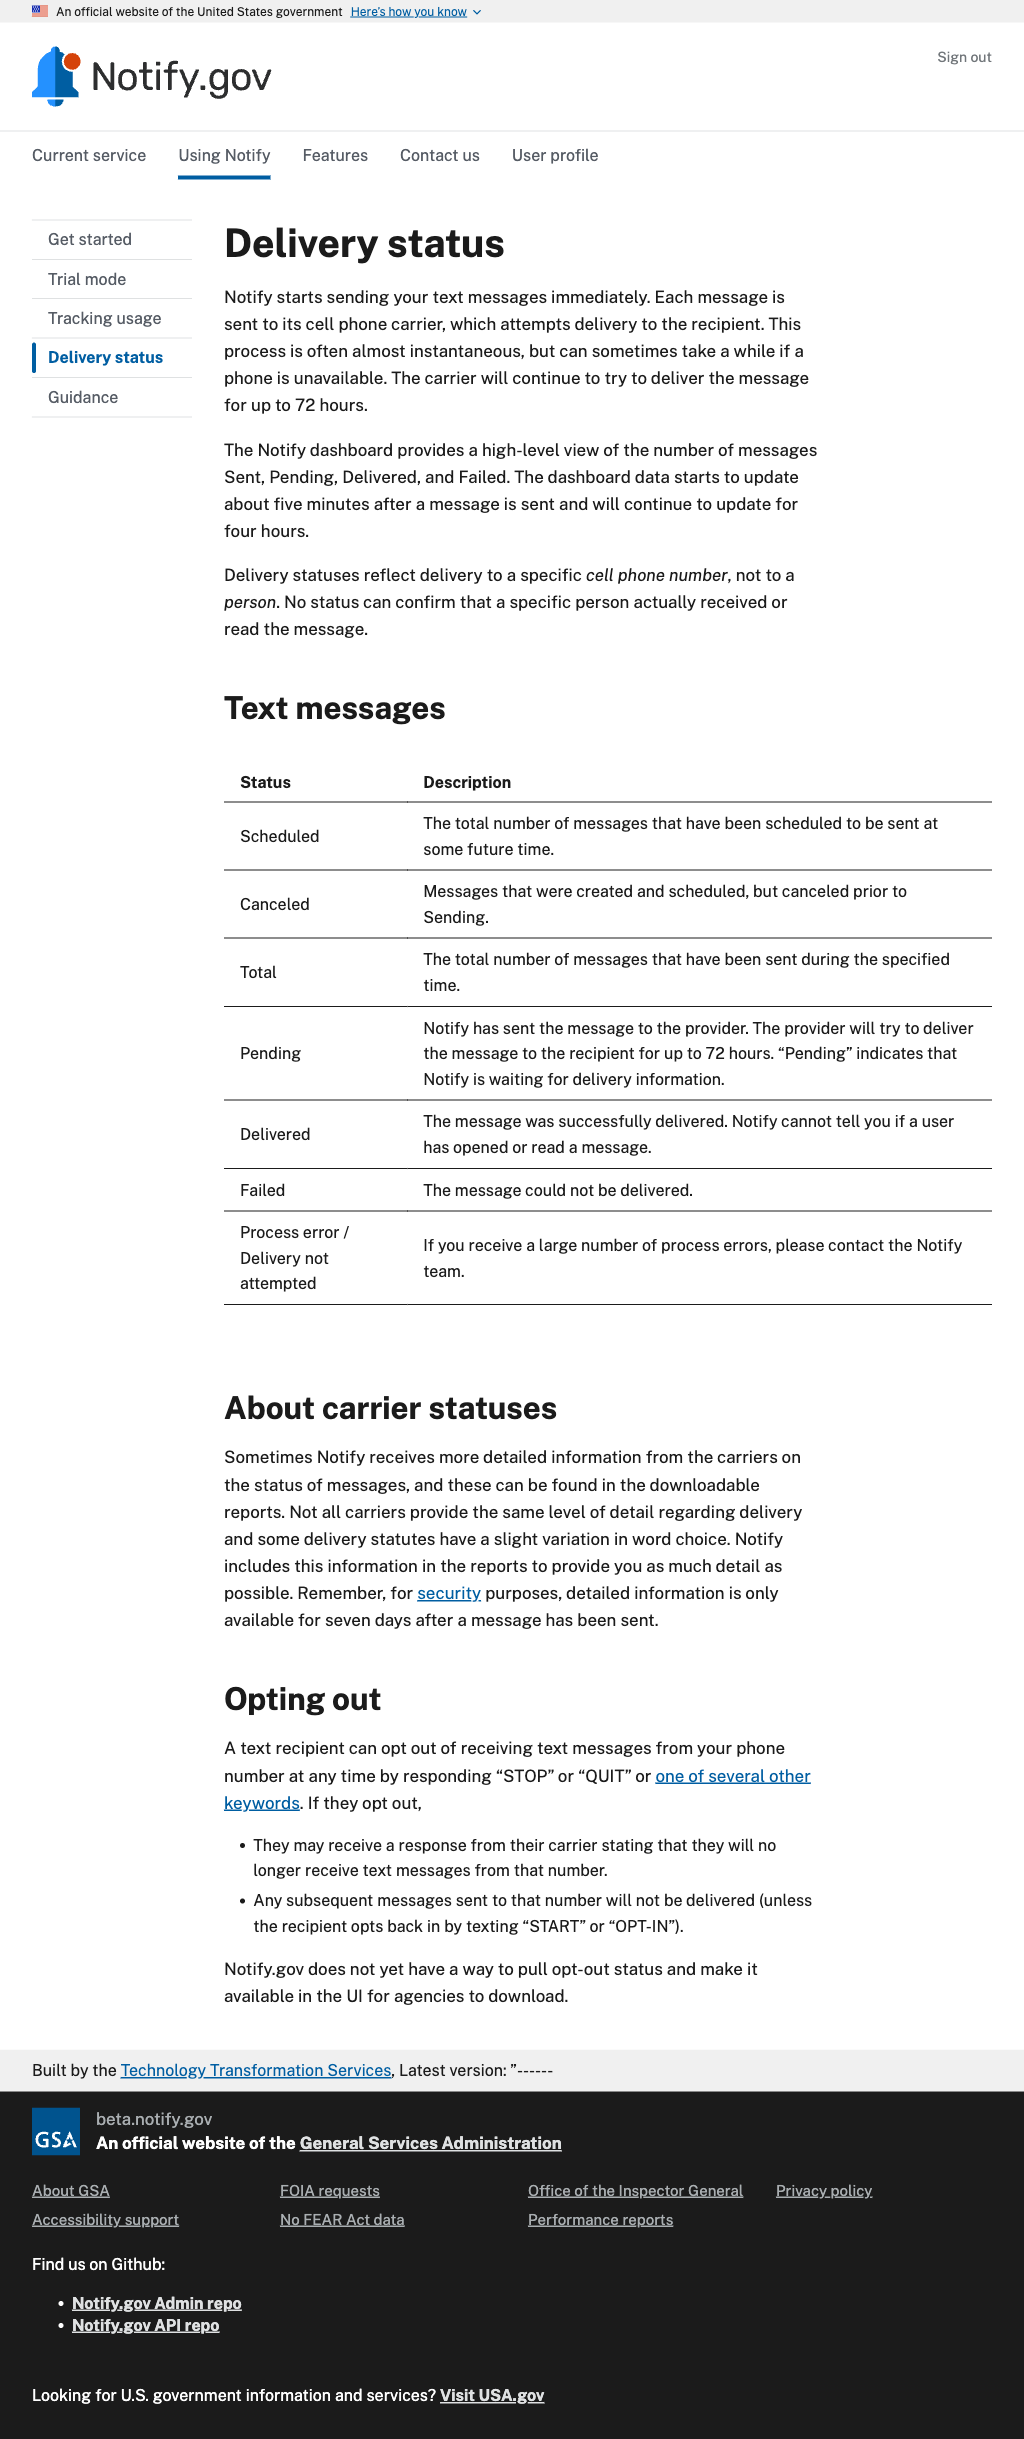 An official website of the United States government Here's how you know
Notify.gov
Sign out
Current service Using Notify Features Contact us User profile
Get started
Trial mode
Tracking usage
Delivery status
Guidance
Delivery status
Notify starts sending your text messages immediately. Each message is
sent to its cell phone carrier, which attempts delivery to the recipient. This
process is often almost instantaneous, but can sometimes take a while if a
phone is unavailable. The carrier will continue to try to deliver the message
for up to 72 hours.
The Notify dashboard provides a high-level view of the number of messages
Sent, Pending, Delivered, and Failed. The dashboard data starts to update
about five minutes after a message is sent and will continue to update for
four hours.
Delivery statuses reflect delivery to a specific cell phone number, not to a
person. No status can confirm that a specific person actually received or
read the message.
Text messages
Status Description
Scheduled
The total number of messages that have been scheduled to be sent at
some future time.
Canceled
Messages that were created and scheduled, but canceled prior to
Sending.
Total
The total number of messages that have been sent during the specified
time.
Pending
Notify has sent the message to the provider. The provider will try to deliver
the message to the recipient for up to 72 hours. “Pending” indicates that
Notify is waiting for delivery information.
Delivered
The message was successfully delivered. Notify cannot tell you if a user
has opened or read a message.
Failed The message could not be delivered.
Process error /
Delivery not
attempted
If you receive a large number of process errors, please contact the Notify
team.
About carrier statuses
Sometimes Notify receives more detailed information from the carriers on
the status of messages, and these can be found in the downloadable
reports. Not all carriers provide the same level of detail regarding delivery
and some delivery statutes have a slight variation in word choice. Notify
includes this information in the reports to provide you as much detail as
possible. Remember, for security purposes, detailed information is only
available for seven days after a message has been sent.
Opting out
A text recipient can opt out of receiving text messages from your phone
number at any time by responding “STOP” or “QUIT” or one of several other
keywords. If they opt out,
• They may receive a response from their carrier stating that they will no
longer receive text messages from that number.
• Any subsequent messages sent to that number will not be delivered (unless
the recipient opts back in by texting “START” or “OPT-IN”).
Notify.gov does not yet have a way to pull opt-out status and make it
available in the UI for agencies to download.
Built by the Technology Transformation Services, Latest version: ”------
GSA
beta.notify.gov
An official website of the General Services Administration
About GSA FOIA requests Office of the Inspector General Privacy policy
Accessibility support No FEAR Act data Performance reports
Find us on Github:
• Notify.gov Admin repo
• Notify.gov API repo
Looking for U.S. government information and services? Visit USA.gov